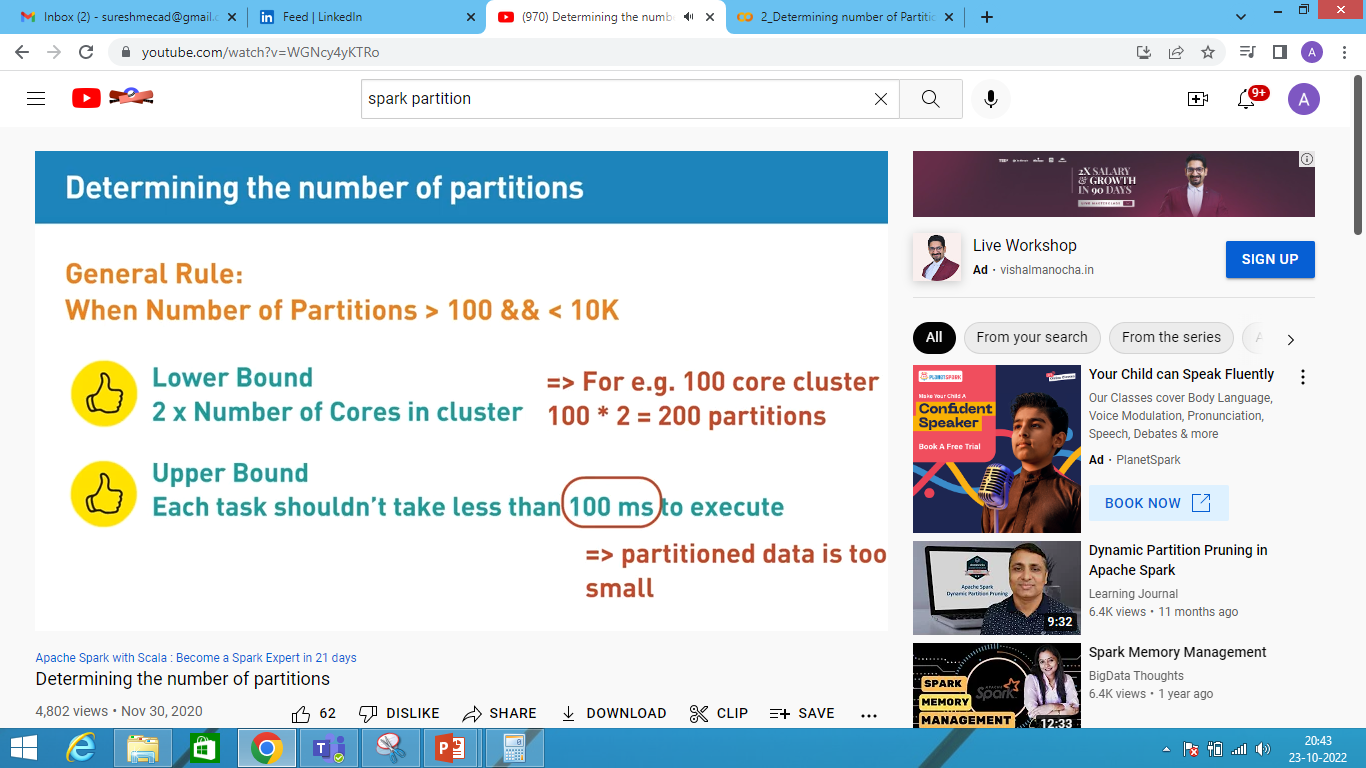 Inbox (2) - sureshmecad@gmail.c
Feed | LinkedIn
(970) Determining the numb
2_Determining number of Partitio
youtube.com/watch?v=WGNcy4yKTRo
A
spark partition
9+
A
Determining the number of partitions
General Rule:
When Number of Partitions > 100 && < 10K
Lower Bound
2 x Number of Cores in cluster
=> For e.g. 100 core cluster
100 * 2 = 200 partitions
Upper Bound
Each task shouldn't take less than 100 ms to execute
=> partitioned data is too
small
Apache Spark with Scala : Become a Spark Expert in 21 days
Determining the number of partitions
4,802 views • Nov 30, 2020
62
DISLIKE
SHARE
DOWNLOAD
CLIP
SAVE
2X SALARY
& GROWTH
IN 90 DAYS
Live Workshop
Ad · vishalmanocha.in
SIGN UP
All
From your search
From the series
PLANETSPARK
Make Your Child A
Confident
Speaker
Book A Free Trial
Your Child can Speak Fluently
Our Classes cover Body Language,
Voice Modulation, Pronunciation,
Speech, Debates & more
Ad · PlanetSpark
BOOK NOW
Apache Spark
Dynamic Partition Pruning
9:32
Dynamic Partition Pruning in
Apache Spark
Learning Journal
6.4K views • 11 months ago
SPARK
MEMORY
MANAGEMENT
Spark
12:33
Spark Memory Management
BigData Thoughts
6.4K views • 1 year ago
20:43
23-10-2022